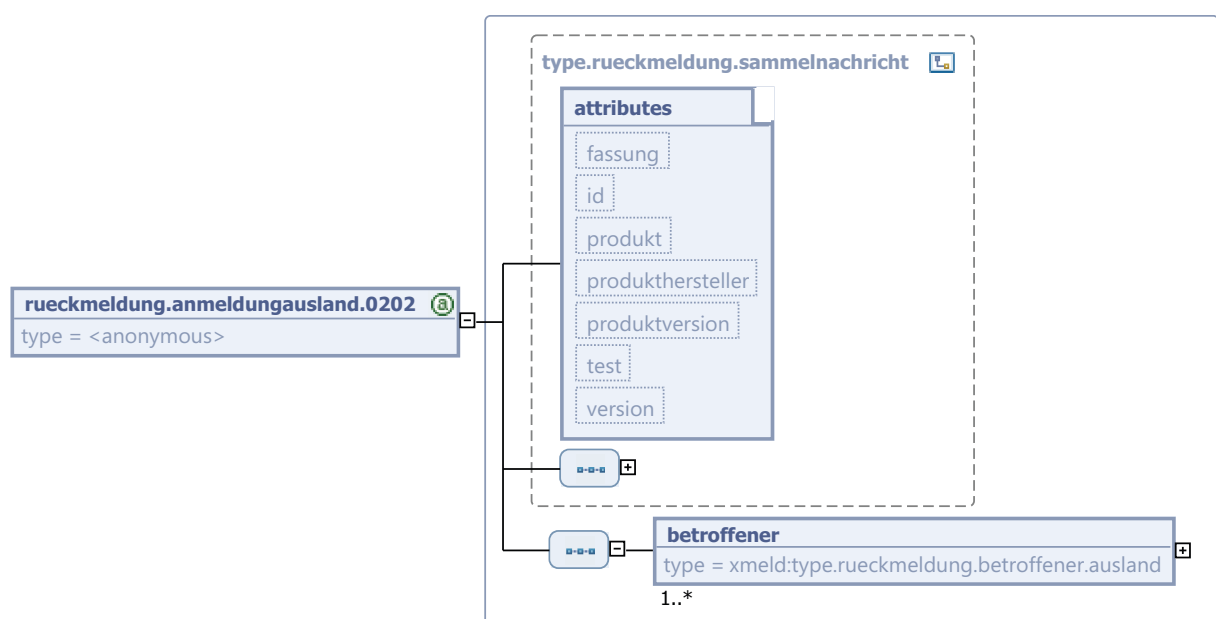 type.rueckmeldung.sammelnachricht
attributes
fassung
id
produkt
produkthersteller
produktversion
test
version
rueckmeldung.anmeldungausland.0202 @
type = <anonymous>
betroffener
type = xmeld:type.rueckmeldung.betroffener.ausland
1..*